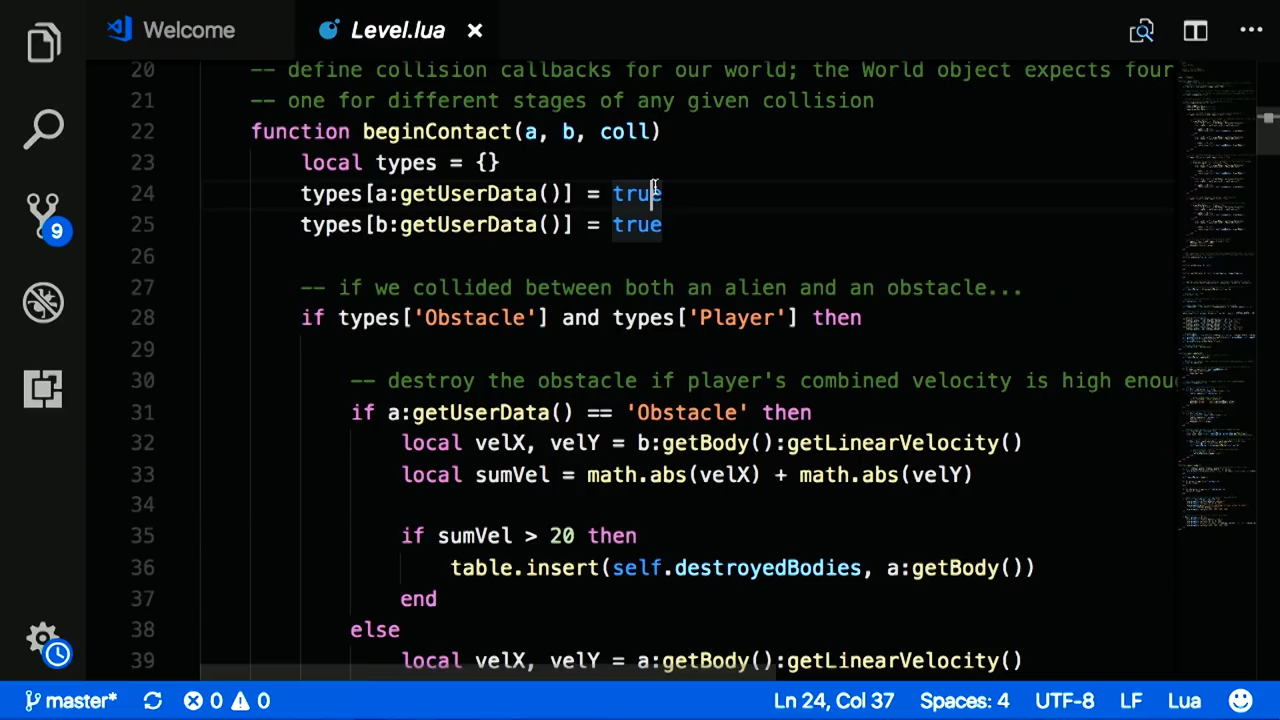 Welcome
Level.lua
20 -- define collision callbacks for our world; the World object expects four
21 -- one for different stages of any given collision
22 function beginContact(a, b, coll)
23 local types = {}
24 types[a:getUserData()] = true
25 types[b:getUserData()] = true
26
27 -- if we collided between both an alien and an obstacle...
28 if types['Obstacle'] and types['Player'] then
29
30 -- destroy the obstacle if player's combined velocity is high enou
31 if a:getUserData() == 'Obstacle' then
32 local velX, velY = b:getBody():getLinearVelocity()
33 local sumVel = math.abs(velX) + math.abs(velY)
34
35 if sumVel > 20 then
36 table.insert(self.destroyedBodies, a:getBody())
37 end
38 else
39 local velX, velY = a:getBody():getLinearVelocity()
9
master* 0 0 Ln 24, Col 37 Spaces: 4 UTF-8 LF Lua